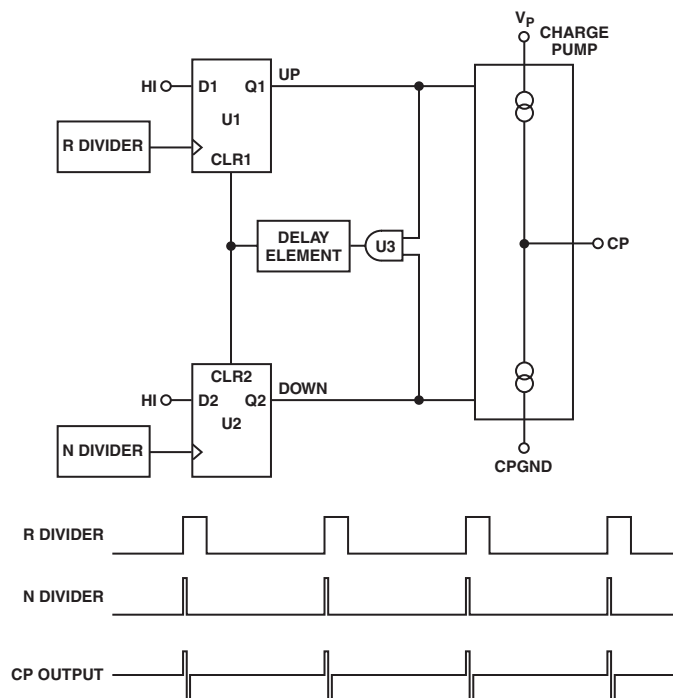 VP
CHARGE
PUMP
UP
HI
D1
Q1
U1
R DIVIDER
CLR1
DELAY
ELEMENT
U3
CP
CLR2
DOWN
HI
D2
Q2
U2
N DIVIDER
CPGND
R DIVIDER
N DIVIDER
CP OUTPUT